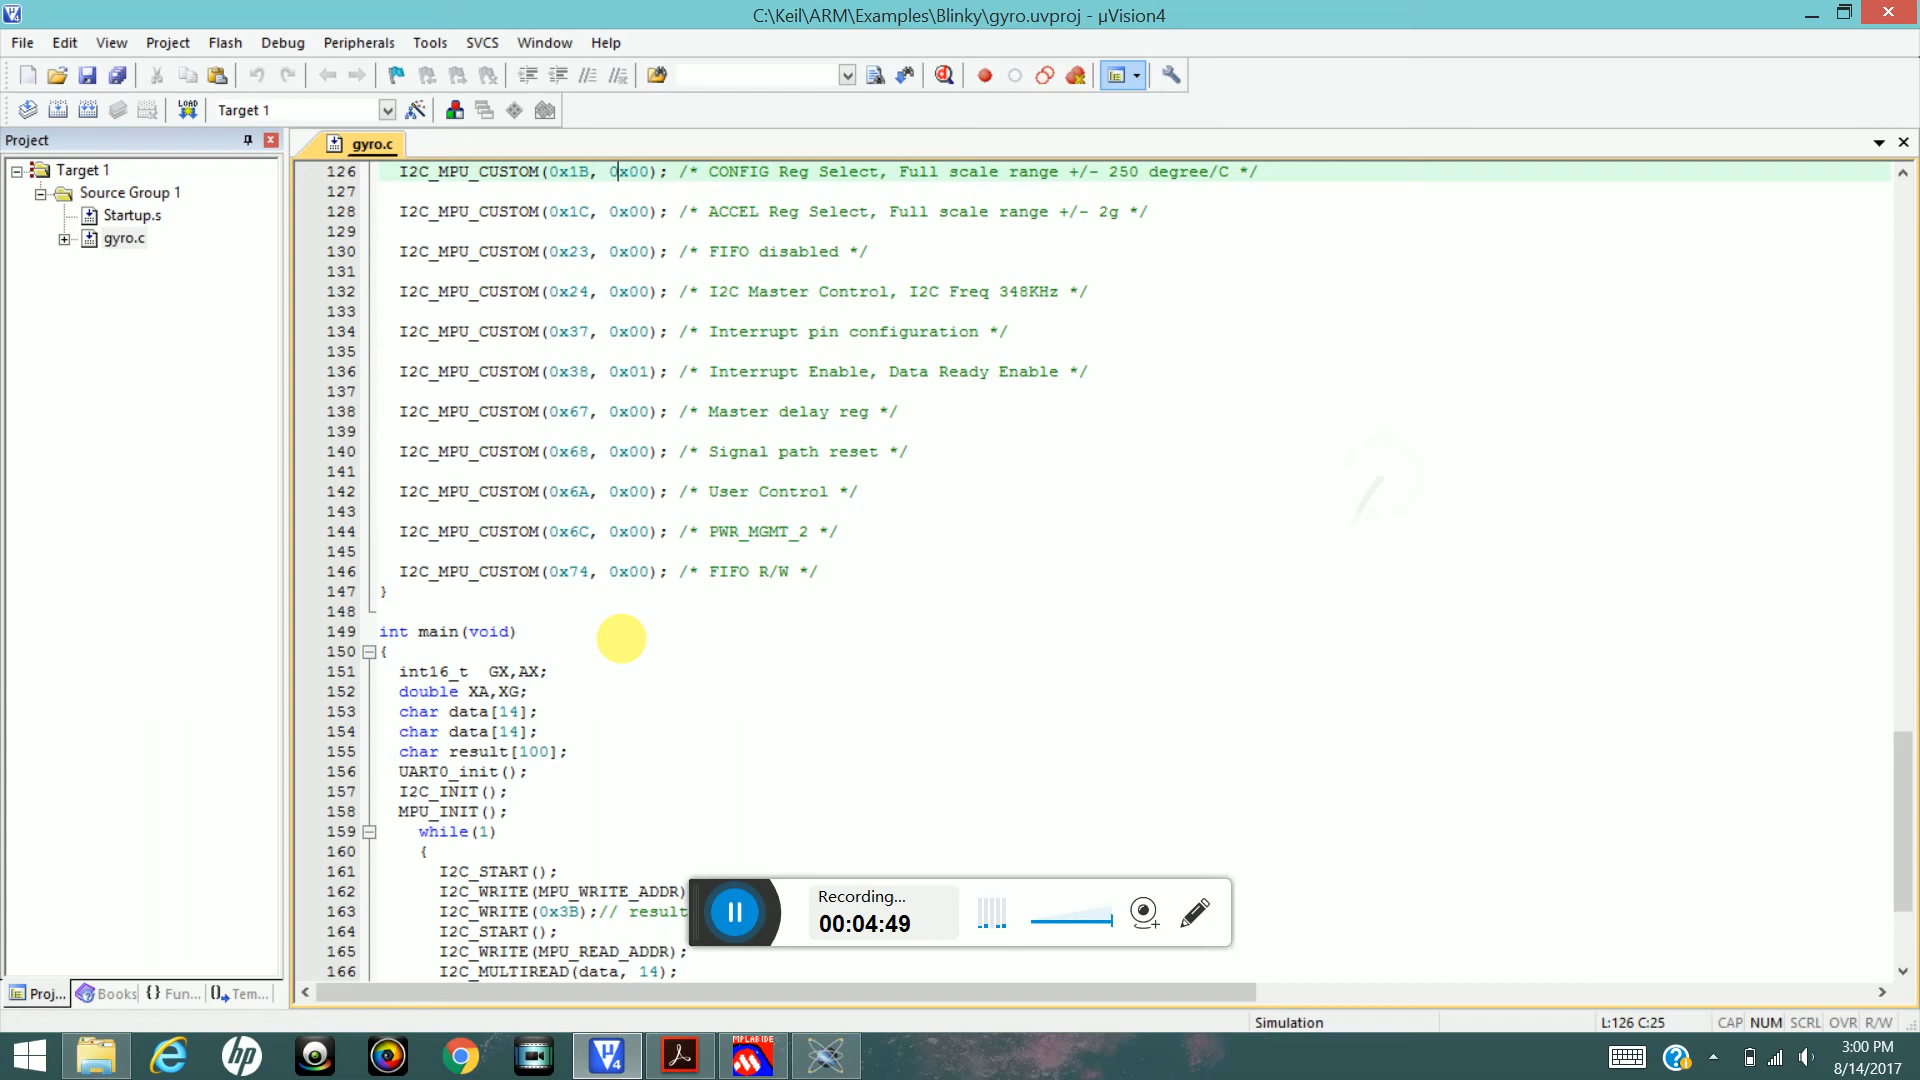 C:\Keil\ARM\Examples\Blinky\gyro.uvproj - µVision4
File Edit View Project Flash Debug Peripherals Tools SVCS Window Help
LOAD
Target 1
Project
gyro.c
Target 1
Source Group 1
Startup.s
gyro.c
126 I2C_MPU_CUSTOM(0x1B, 0x00); /* CONFIG Reg Select, Full scale range +/- 250 degree/C */
127
128 I2C_MPU_CUSTOM(0x1C, 0x00); /* ACCEL Reg Select, Full scale range +/- 2g */
129
130 I2C_MPU_CUSTOM(0x23, 0x00); /* FIFO disabled */
131
132 I2C_MPU_CUSTOM(0x24, 0x00); /* I2C Master Control, I2C Freq 348KHz */
133
134 I2C_MPU_CUSTOM(0x37, 0x00); /* Interrupt pin configuration */
135
136 I2C_MPU_CUSTOM(0x38, 0x01); /* Interrupt Enable, Data Ready Enable */
137
138 I2C_MPU_CUSTOM(0x67, 0x00); /* Master delay reg */
139
140 I2C_MPU_CUSTOM(0x68, 0x00); /* Signal path reset */
141
142 I2C_MPU_CUSTOM(0x6A, 0x00); /* User Control */
143
144 I2C_MPU_CUSTOM(0x6C, 0x00); /* PWR_MGMT_2 */
145
146 I2C_MPU_CUSTOM(0x74, 0x00); /* FIFO R/W */
147 }
148
149 int main(void)
150 {
151 int16_t GX,AX;
152 double XA,XG;
153 char data[14];
154 char data[14];
155 char result[100];
156 UART0_init();
157 I2C_INIT();
158 MPU_INIT();
159 while(1)
160 {
161 I2C_START();
162 I2C_WRITE(MPU_WRITE_ADDR)
163 I2C_WRITE(0x3B);// result
164 I2C_START();
165 I2C_WRITE(MPU_READ_ADDR);
166 I2C_MULTIREAD(data, 14);
Recording...
00:04:49
Proj... Books {} Fun... Tem...
Simulation L:126 C:25 CAP NUM SCRL OVR R/W
hp
MPLAB IDE
3:00 PM
8/14/2017